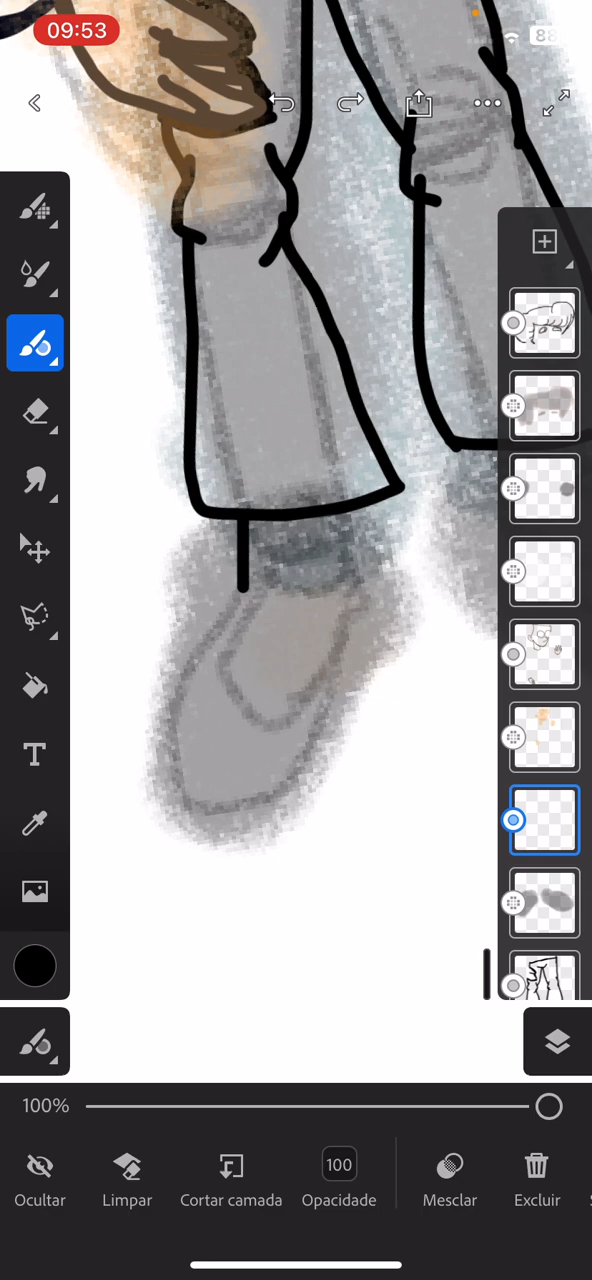 09:53
88
T
100%
100
Ocultar
Limpar
Cortar camada
Opacidade
Mesclar
Excluir